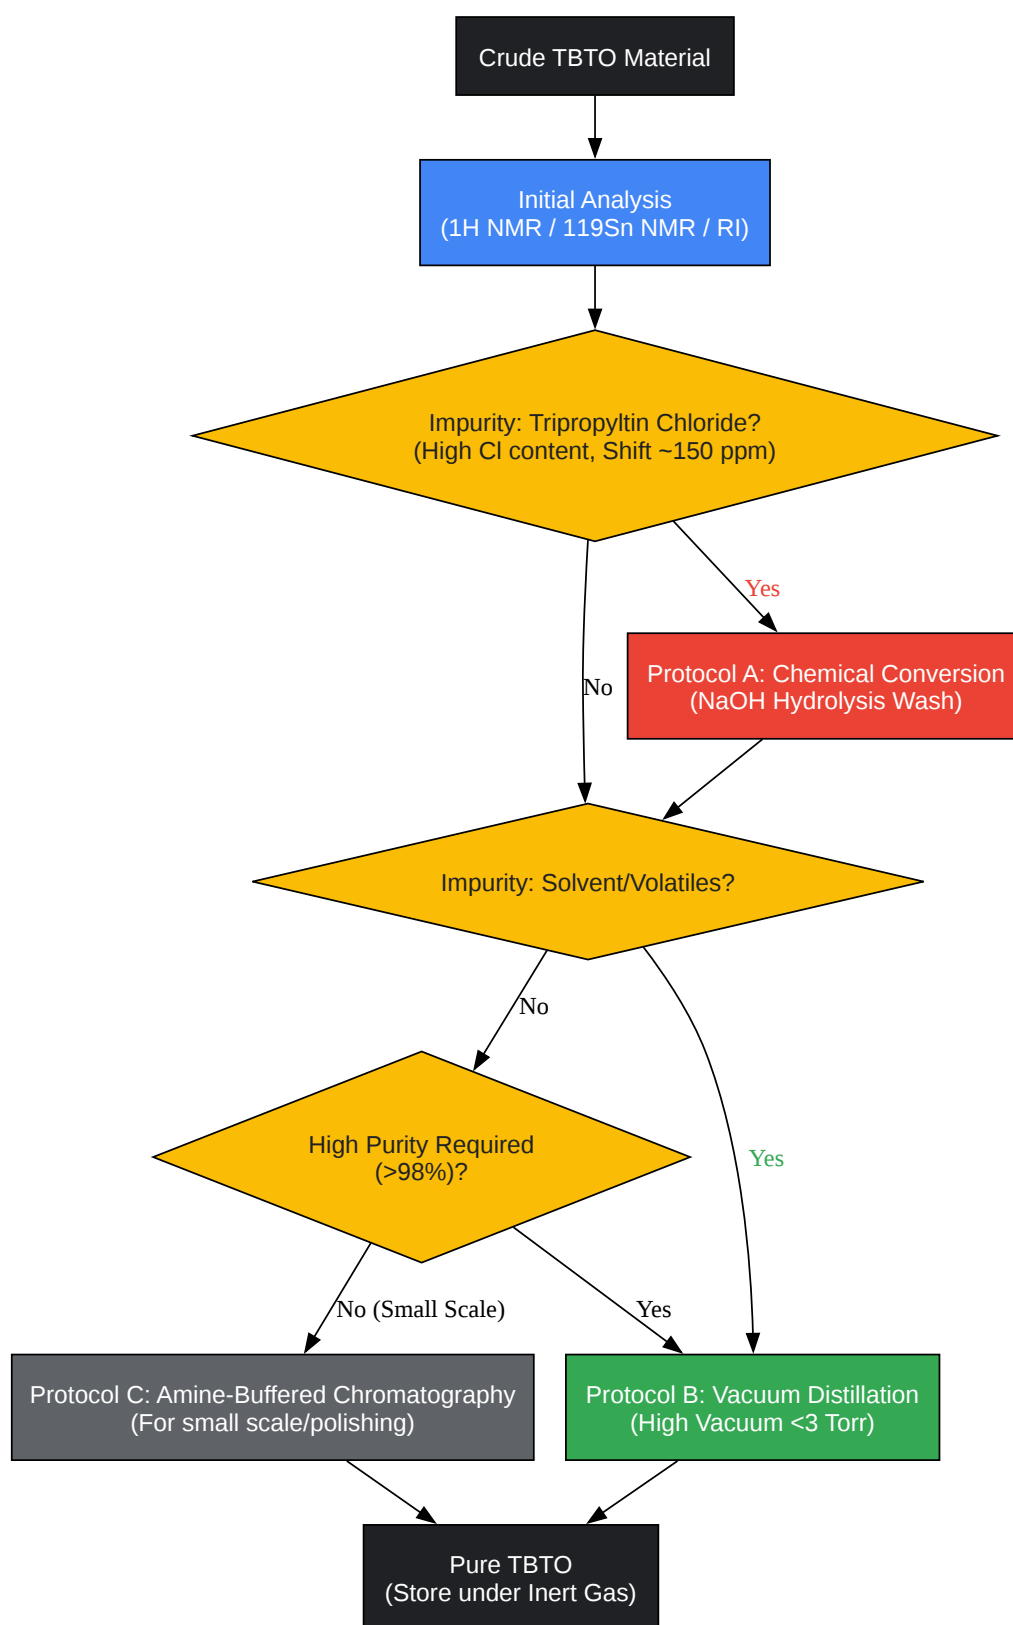 Crude TBTO Material
Initial Analysis
(1H NMR / 119Sn NMR / RI)
Impurity: Tripropyltin Chloride?
(High Cl content, Shift ~150 ppm)
Yes
Protocol A: Chemical Conversion
(NaOH Hydrolysis Wash)
No
Impurity: Solvent/Volatiles?
No
High Purity Required
(>98%)?
Yes
No (Small Scale)
Yes
Protocol C: Amine-Buffered Chromatography
(For small scale/polishing)
Protocol B: Vacuum Distillation
(High Vacuum <3 Torr)
Pure TBTO
(Store under Inert Gas)